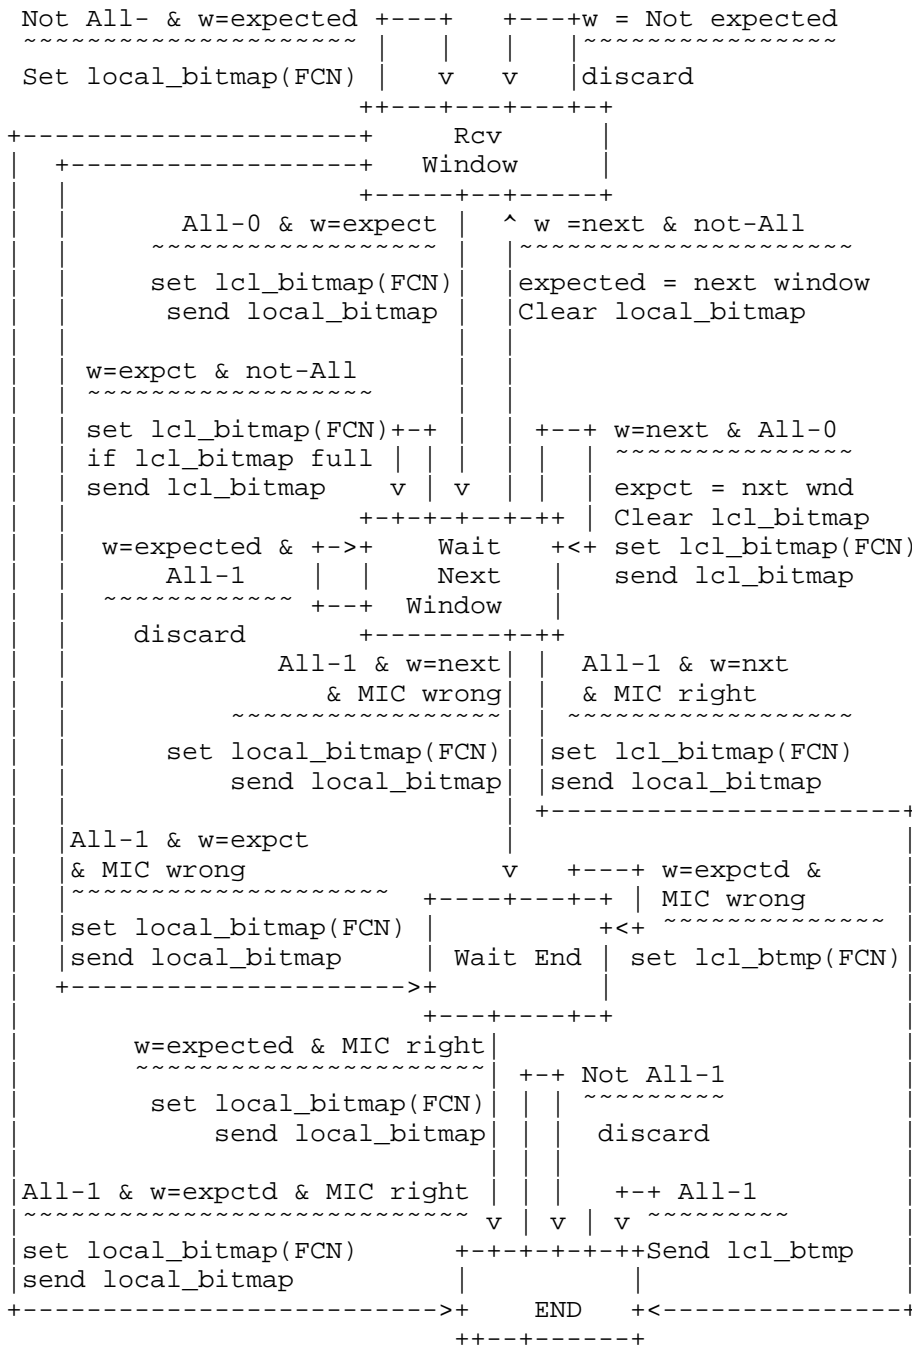 Not All- & w=expected +---+   +---+w = Not expected
~~~~~~~~~~~~~~~~~~~~~ |   |   |   |~~~~~~~~~~~~~~~~
Set local_bitmap(FCN) |   v   v   |discard
                     ++---+---+---+-+
+---------------------+     Rcv       |
|  +------------------+   Window      |
|  |                  +-----+--+------+
|  |       All-0 & w=expect |  ^ w =next & not-All
|  |     ~~~~~~~~~~~~~~~~~~ |  |~~~~~~~~~~~~~~~~~~~~~
|  |     set lcl_bitmap(FCN)|  |expected = next window
|  |      send local_bitmap |  |Clear local_bitmap
|  |                        |  |
|  | w=expct & not-All      |  |
|  | ~~~~~~~~~~~~~~~~~~     |  |
|  | set lcl_bitmap(FCN)+-+ |  | +--+ w=next & All-0
|  | if lcl_bitmap full | | |  | |  | ~~~~~~~~~~~~~~~
|  | send lcl_bitmap    v | v  | |  | expct = nxt wnd
|  |                  +-+-+-+--+-++ | Clear lcl_bitmap
|  |  w=expected & +->+    Wait   +<+ set lcl_bitmap(FCN)
|  |      All-1    |  |    Next   |   send lcl_bitmap
|  |  ~~~~~~~~~~~~ +--+  Window   |
|  |    discard       +--------+-++
|  |             All-1 & w=next| |  All-1 & w=nxt
|  |                & MIC wrong| |  & MIC right
|  |          ~~~~~~~~~~~~~~~~~| | ~~~~~~~~~~~~~~~~~~
|  |      set local_bitmap(FCN)| |set lcl_bitmap(FCN)
|  |          send local_bitmap| |send local_bitmap
|  |                           | +----------------------+
|  |All-1 & w=expct            |                        |
|  |& MIC wrong                v   +---+ w=expctd &     |
|  |~~~~~~~~~~~~~~~~~~~~  +----+---+-+ | MIC wrong      |
|  |set local_bitmap(FCN) |          +<+ ~~~~~~~~~~~~~~ |
|  |send local_bitmap     | Wait End | set lcl_btmp(FCN)|
|  +--------------------->+          |                  |
|                         +---+----+-+                  |
|       w=expected & MIC right|                         |
|       ~~~~~~~~~~~~~~~~~~~~~~| +-+ Not All-1           |
|        set local_bitmap(FCN)| | | ~~~~~~~~~           |
|            send local_bitmap| | |  discard            |
|                             | | |                     |
|All-1 & w=expctd & MIC right | | |   +-+ All-1         |
|~~~~~~~~~~~~~~~~~~~~~~~~~~~~ v | v | v ~~~~~~~~~       |
|set local_bitmap(FCN)      +-+-+-+-+-++Send lcl_btmp   |
|send local_bitmap          |          |                |
+-------------------------->+    END   +<---------------+
                           ++--+------+